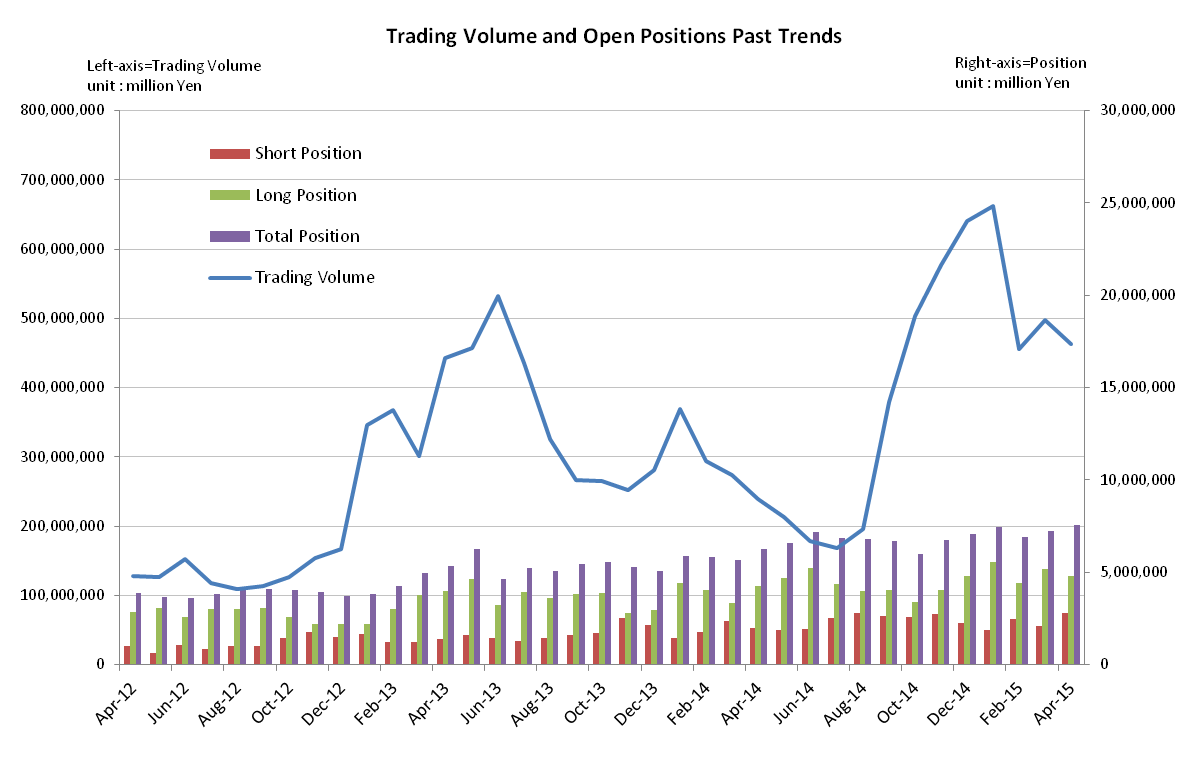 Trading Volume and Open Positions Past Trends
Left-axis=Trading Volume
unit : million Yen
Right-axis=Position
unit : million Yen
800,000,000
700,000,000
600,000,000
500,000,000
400,000,000
300,000,000
200,000,000
100,000,000
0
Short Position
Long Position
Total Position
Trading Volume
30,000,000
25,000,000
20,000,000
15,000,000
10,000,000
5,000,000
0
Apr-12
Jun-12
Aug-12
Oct-12
Dec-12
Feb-13
Apr-13
Jun-13
Aug-13
Oct-13
Dec-13
Feb-14
Apr-14
Jun-14
Aug-14
Oct-14
Dec-14
Feb-15
Apr-15